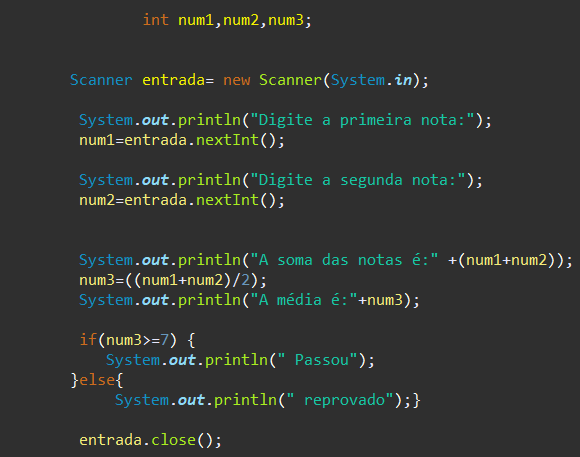 int num1,num2,num3;
Scanner entrada= new Scanner(System.in);
System.out.println("Digite a primeira nota:");
num1=entrada.nextInt();
System.out.println("Digite a segunda nota:");
num2=entrada.nextInt();
System.out.println("A soma das notas é:" +(num1+num2));
num3=((num1+num2)/2);
System.out.println("A média é:"+num3);
if(num3>=7) {
System.out.println(" Passou");
}else{
System.out.println(" reprovado");}
entrada.close();